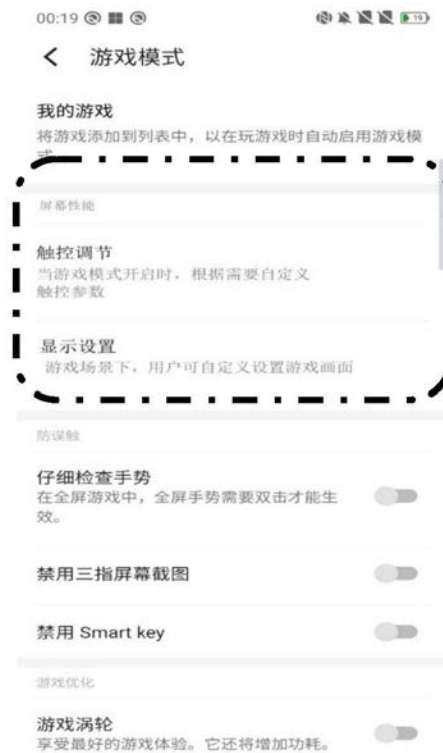 00:19
19
游戏模式
我的游戏
将游戏添加到列表中，以在玩游戏时自动启用游戏模
式
屏幕性能
触控调节
当游戏模式开启时，根据需要自定义
触控参数
显示设置
游戏场景下，用户可自定义设置游戏画面
防误触
仔细检查手势
在全屏游戏中，全屏手势需要双击才能生
效。
禁用三指屏幕截图
禁用 Smart key
游戏优化
游戏涡轮
享受最好的游戏体验。它还将增加功耗。